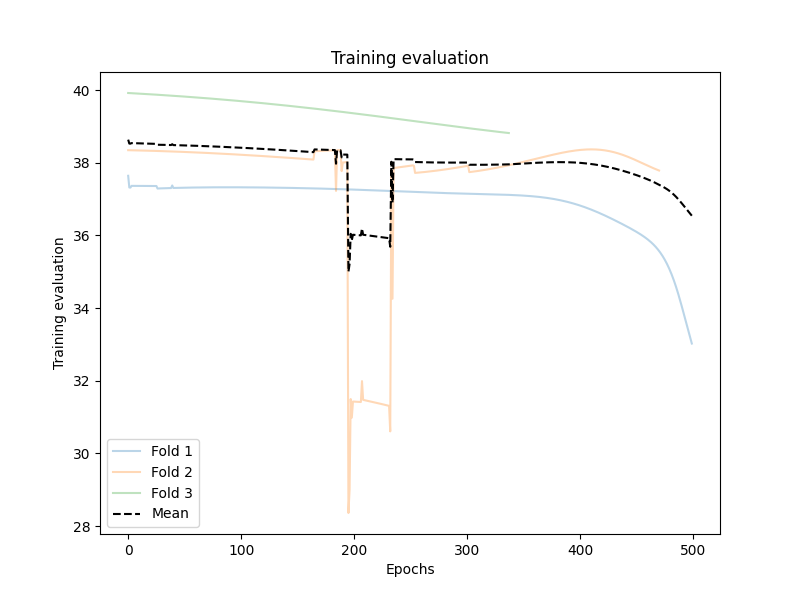 Training evaluation
40
38
36
34
32
30
28
Training evaluation
Fold 1
Fold 2
Fold 3
Mean
0
100
200
300
400
500
Epochs